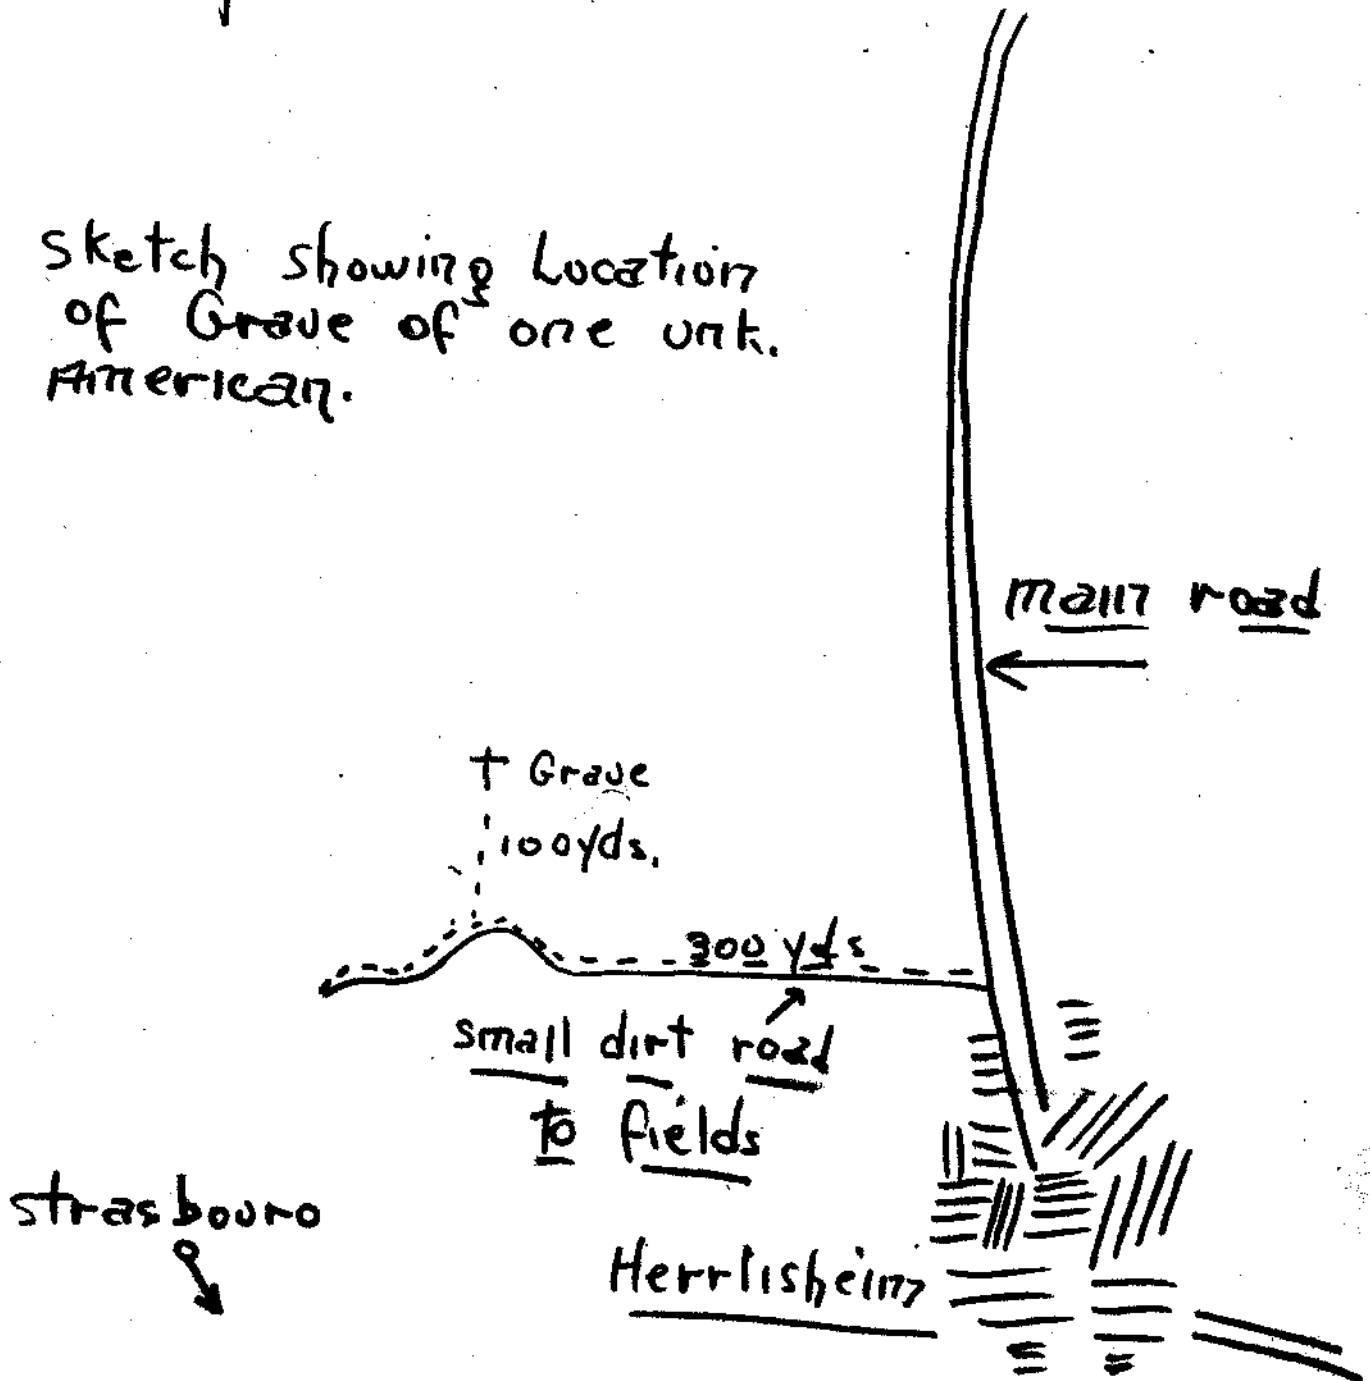 Sketch showing Location
of Grave of one unk.
American.
main road
Grave
100yds.
300 yds
small dirt road
to fields
strasbourg
Herrlisheim